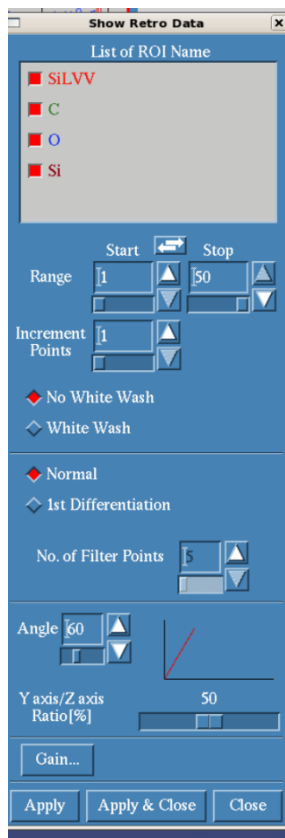 Show Retro Data
List of ROI Name
SiLVV
C
O
Si
Start Stop
Range 1 50
Increment
Points 1
No White Wash
White Wash
Normal
1st Differentiation
No. of Filter Points 5
Angle 60
Y axis/Z axis
Ratio[%] 50
Gain...
Apply Apply & Close Close